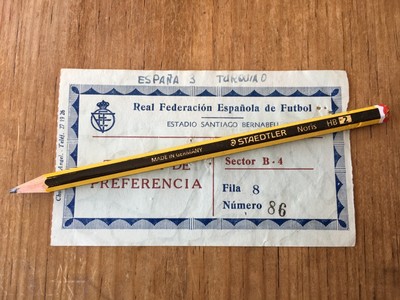 ESPAÑA 3 TURQUIA 0
Real Federación Española de Futbol
ESTADIO SANTIAGO BERNABEU
STAEDTLER Noris HB 2
MADE IN GERMANY
DE
PREFERENCIA
Sector B-4
Fila 8
Número 86